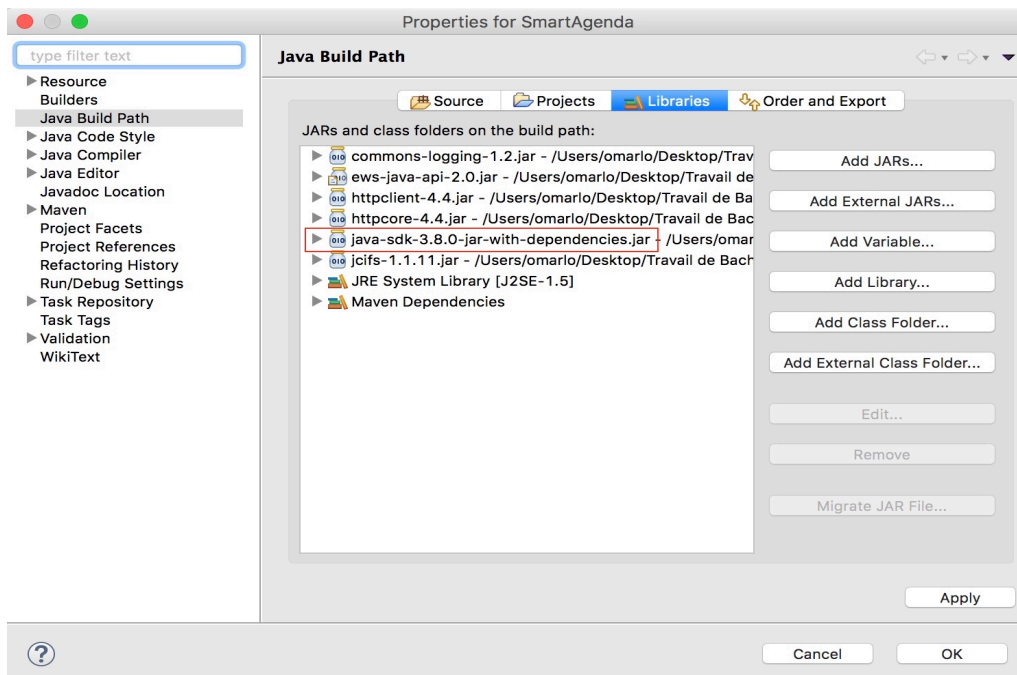 Properties for SmartAgenda
type filter text
Resource
Builders
Java Build Path
Java Code Style
Java Compiler
Java Editor
Javadoc Location
Maven
Project Facets
Project References
Refactoring History
Run/Debug Settings
Task Repository
Task Tags
Validation
WikiText
Java Build Path
Source
Projects
Libraries
Order and Export
JARs and class folders on the build path:
commons-logging-1.2.jar - /Users/omarlo/Desktop/Trav
ews-java-api-2.0.jar - /Users/omarlo/Desktop/Travail de
httpclient-4.4.jar - /Users/omarlo/Desktop/Travail de Ba
httpcore-4.4.jar - /Users/omarlo/Desktop/Travail de Bac
java-sdk-3.8.0-jar-with-dependencies.jar - /Users/omar
jcifs-1.1.11.jar - /Users/omarlo/Desktop/Travail de Bach
JRE System Library [J2SE-1.5]
Maven Dependencies
Add JARs...
Add External JARs...
Add Variable...
Add Library...
Add Class Folder...
Add External Class Folder...
Edit...
Remove
Migrate JAR File...
Apply
?
Cancel
OK